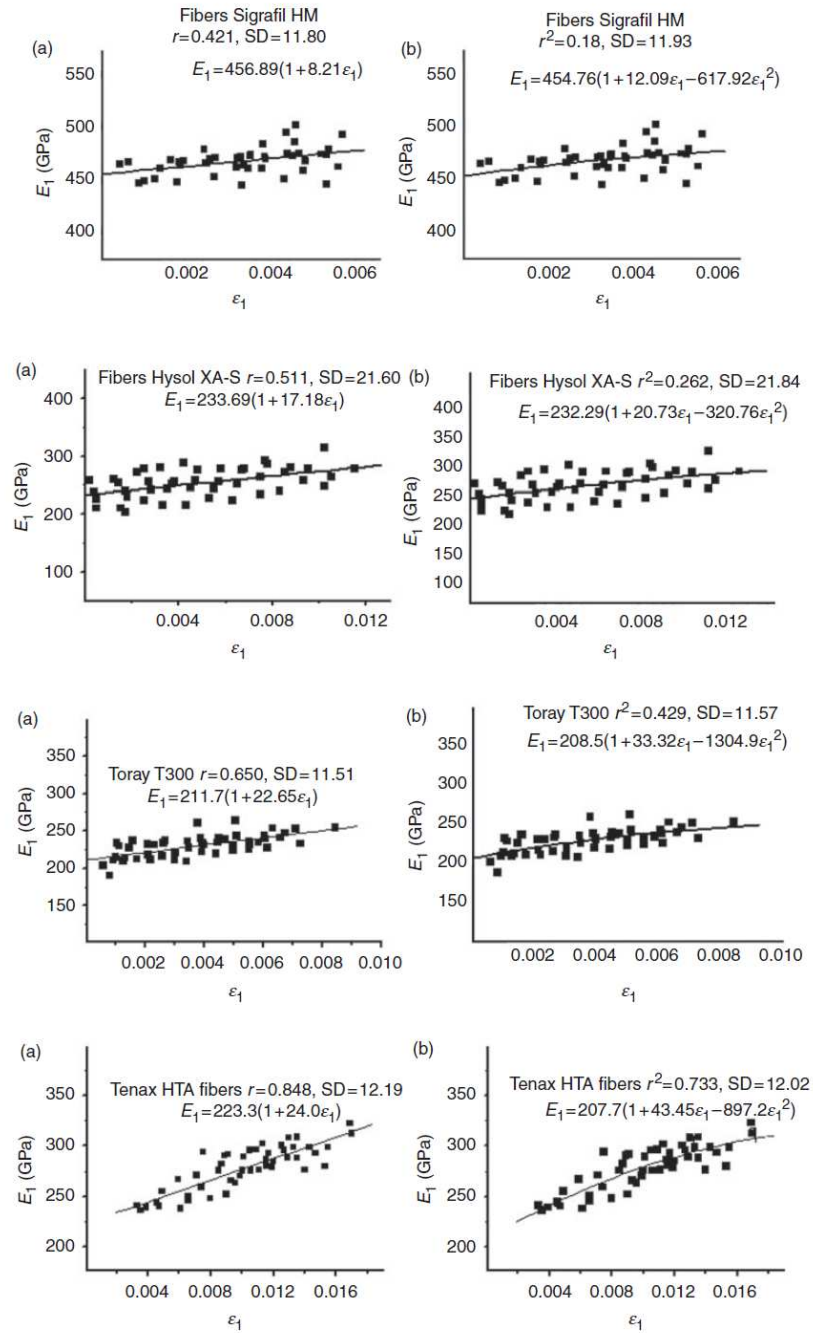 Fibers Sigrafil HM
r=0.421, SD=11.80
(a)
E₁=456.89(1+8.21ε₁)
550
500
450
400
E₁ (GPa)
0.002 0.004 0.006
ε₁
Fibers Sigrafil HM
r²=0.18, SD=11.93
(b)
E₁=454.76(1+12.09ε₁−617.92ε₁²)
550
500
450
400
E₁ (GPa)
0.002 0.004 0.006
ε₁
(a)
Fibers Hysol XA-S r=0.511, SD=21.60
E₁=233.69(1+17.18ε₁)
400
300
200
100
E₁ (GPa)
0.004 0.008 0.012
ε₁
(b)
Fibers Hysol XA-S r²=0.262, SD=21.84
E₁=232.29(1+20.73ε₁−320.76ε₁²)
400
350
300
250
200
150
100
E₁ (GPa)
0.004 0.008 0.012
ε₁
(a)
Toray T300 r=0.650, SD=11.51
E₁=211.7(1+22.65ε₁)
350
300
250
200
150
E₁ (GPa)
0.002 0.004 0.006 0.008 0.010
ε₁
(b)
Toray T300 r²=0.429, SD=11.57
E₁=208.5(1+33.32ε₁−1304.9ε₁²)
350
300
250
200
150
E₁ (GPa)
0.002 0.004 0.006 0.008 0.010
ε₁
(a)
Tenax HTA fibers r=0.848, SD=12.19
E₁=223.3(1+24.0ε₁)
350
300
250
200
E₁ (GPa)
0.004 0.008 0.012 0.016
ε₁
(b)
Tenax HTA fibers r²=0.733, SD=12.02
E₁=207.7(1+43.45ε₁−897.2ε₁²)
350
300
250
200
E₁ (GPa)
0.004 0.008 0.012 0.016
ε₁